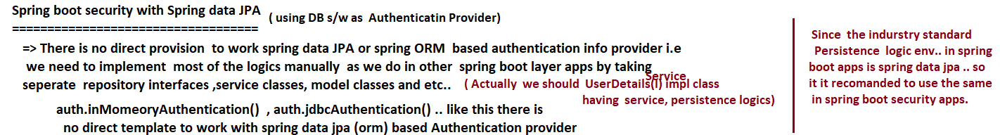 Spring boot security with Spring data JPA ( using DB s/w as Authenticatin Provider)
====================================
=> There is no direct provision to work spring data JPA or spring ORM based authentication info provider i.e
we need to implement most of the logics manually as we do in other spring boot layer apps by taking
seperate repository interfaces ,service classes, model classes and etc..
Service
( Actually we should UserDetails(I) impl class
having service, persistence logics)
auth.inMomeoryAuthentication() , auth.jdbcAuthentication() .. like this there is
no direct template to work with spring data jpa (orm) based Authentication provider
Since the indurstry standard
Persistence logic env.. in spring
boot apps is spring data jpa .. so
it it recomanded to use the same
in spring boot security apps.